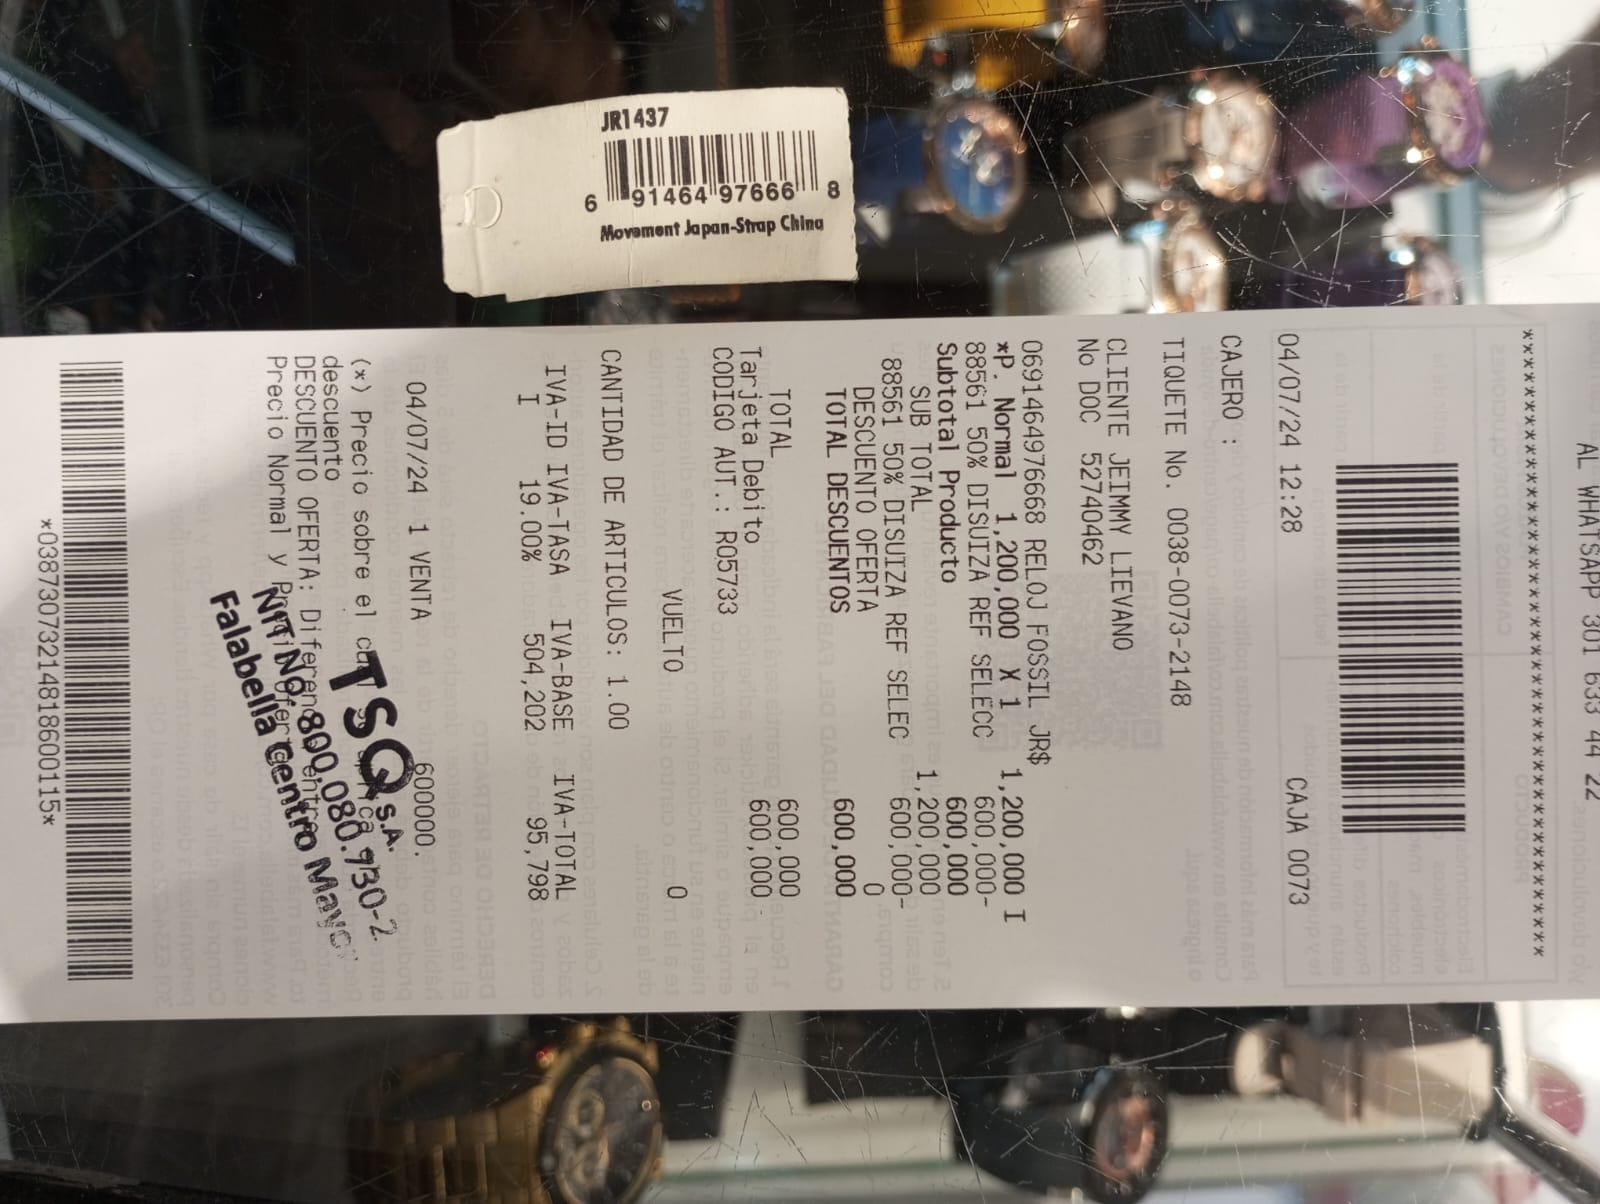 JR1437
6 91464 97666 8
Movement Japan-Strap China
AL WHATSAPP 301 633 44 22
******************************************
04/07/24 12:28 CAJA 0073
CAJERO :
TIQUETE No. 0038-0073-2148
CLIENTE JEIMMY LIEVANO
No DOC 52740462
0691464976668 RELOJ FOSSIL JR$
*P. Normal 1,200,000 X 1 1,200,000 I
88561 50% DISUIZA REF SELECC 600,000-
Subtotal Producto 600,000
SUB TOTAL 1,200,000
88561 50% DISUIZA REF SELEC 600,000-
DESCUENTO OFERTA 0
TOTAL DESCUENTOS 600,000
TOTAL 600,000
Tarjeta Debito 600,000
CODIGO AUT.: R05733
VUELTO 0
CANTIDAD DE ARTICULOS: 1.00
IVA-ID IVA-TASA IVA-BASE IVA-TOTAL
I 19.00% 504,202 95,798
04/07/24 1 VENTA 600000.
(*) Precio sobre el
descuento
DESCUENTO OFERTA: Diferencia entre
Precio Normal y
TSQ S.A.
NIT No. 800.080.930-2
Falabella Centro Mayor
*038730732148186001 15*